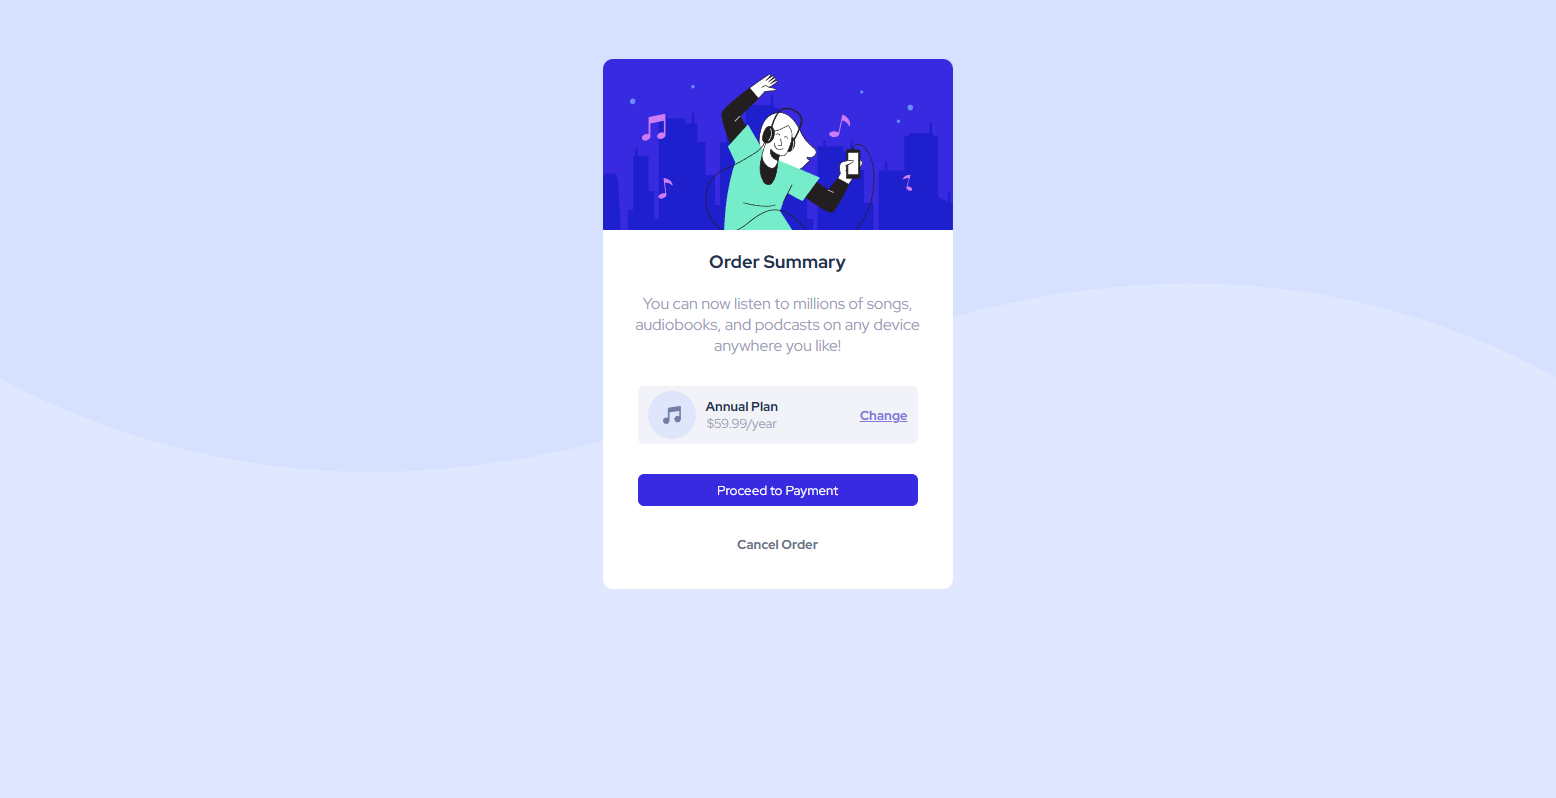 Order Summary
You can now listen to millions of songs,
audiobooks, and podcasts on any device
anywhere you like!
Annual Plan
$59.99/year
Change
Proceed to Payment
Cancel Order